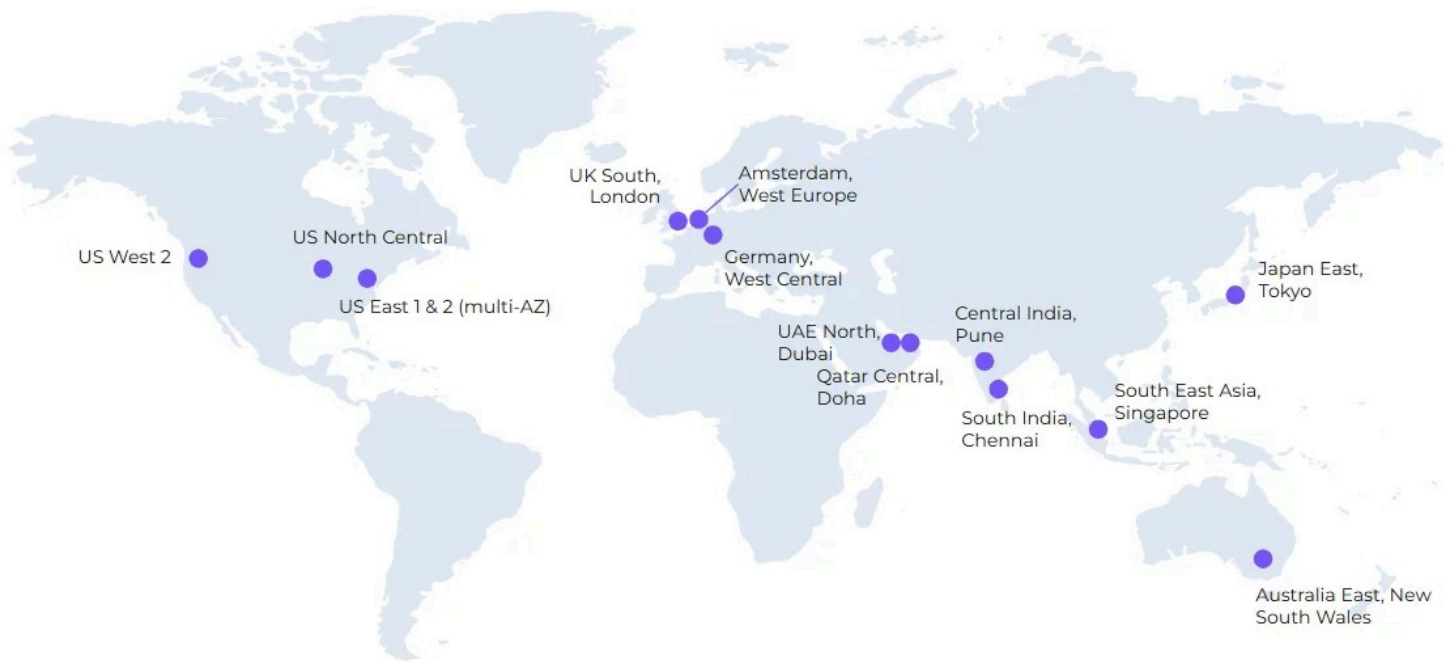 UK South,
London
Amsterdam,
West Europe
US North Central
US West 2
Germany,
West Central
US East 1 & 2 (multi-AZ)
Japan East,
Tokyo
Central India,
Pune
UAE North,
Dubai
Qatar Central,
Doha
South East Asia,
Singapore
South India,
Chennai
Australia East, New
South Wales